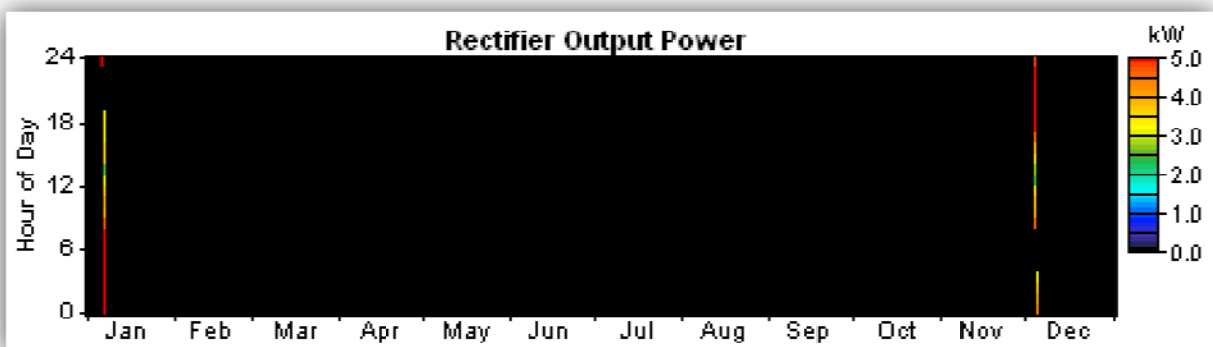 Rectifier Output Power
kW
24
18
12
6
0
Hour of Day
5.0
4.0
3.0
2.0
1.0
0.0
Jan Feb Mar Apr May Jun Jul Aug Sep Oct Nov Dec